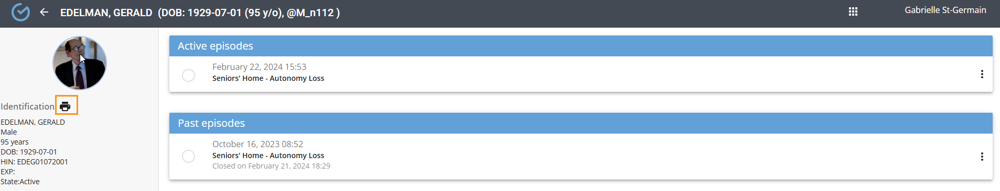 EDELMAN, GERALD (DOB: 1929-07-01 (95 y/o), @M_n112 )
Gabrielle St-Germain
Identification
EDELMAN, GERALD
Male
95 years
DOB: 1929-07-01
HIN: EDEG01072001
EXP:
State:Active
Active episodes
February 22, 2024 15:53
Seniors' Home - Autonomy Loss
Past episodes
October 16, 2023 08:52
Seniors' Home - Autonomy Loss
Closed on February 21, 2024 18:29